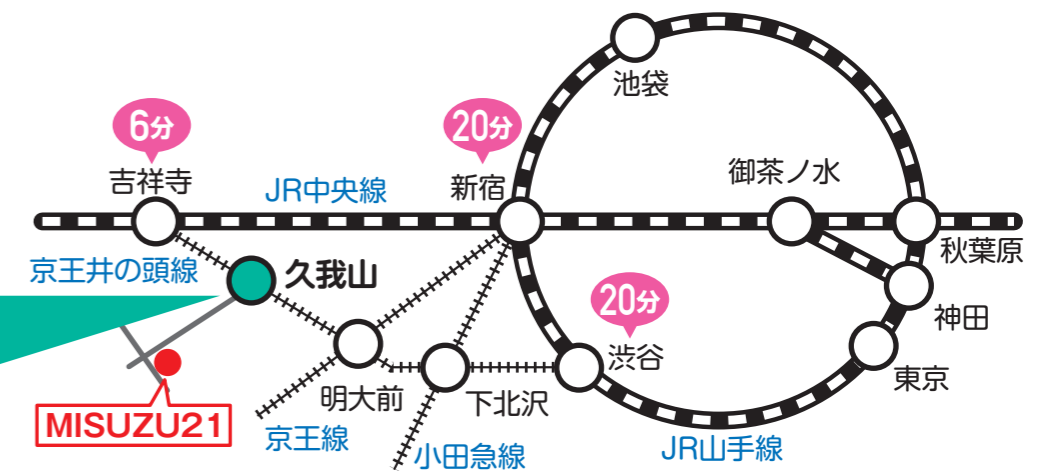 池袋
6分
20分
吉祥寺
JR中央線
新宿
御茶ノ水
秋葉原
京王井の頭線
久我山
20分
神田
渋谷
東京
明大前
下北沢
MISUZU21
京王線
小田急線
JR山手線